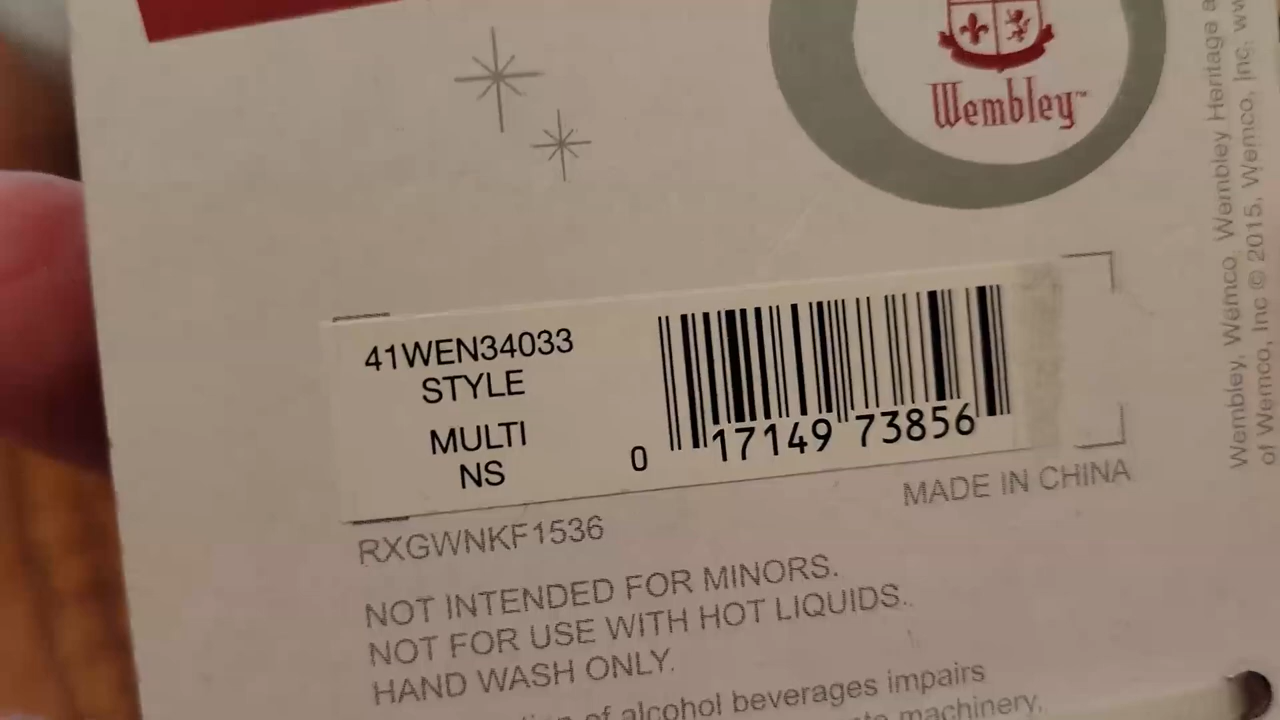 Wembley™
41WEN34033
STYLE
MULTI
NS
0 17149 73856
MADE IN CHINA
RXGWNKF1536
NOT INTENDED FOR MINORS.
NOT FOR USE WITH HOT LIQUIDS.
HAND WASH ONLY.
of alcohol beverages impairs
machinery,
Wembley, Wemco, Wembley Heritage
of Wemco, Inc © 2015, Wemco, Inc.